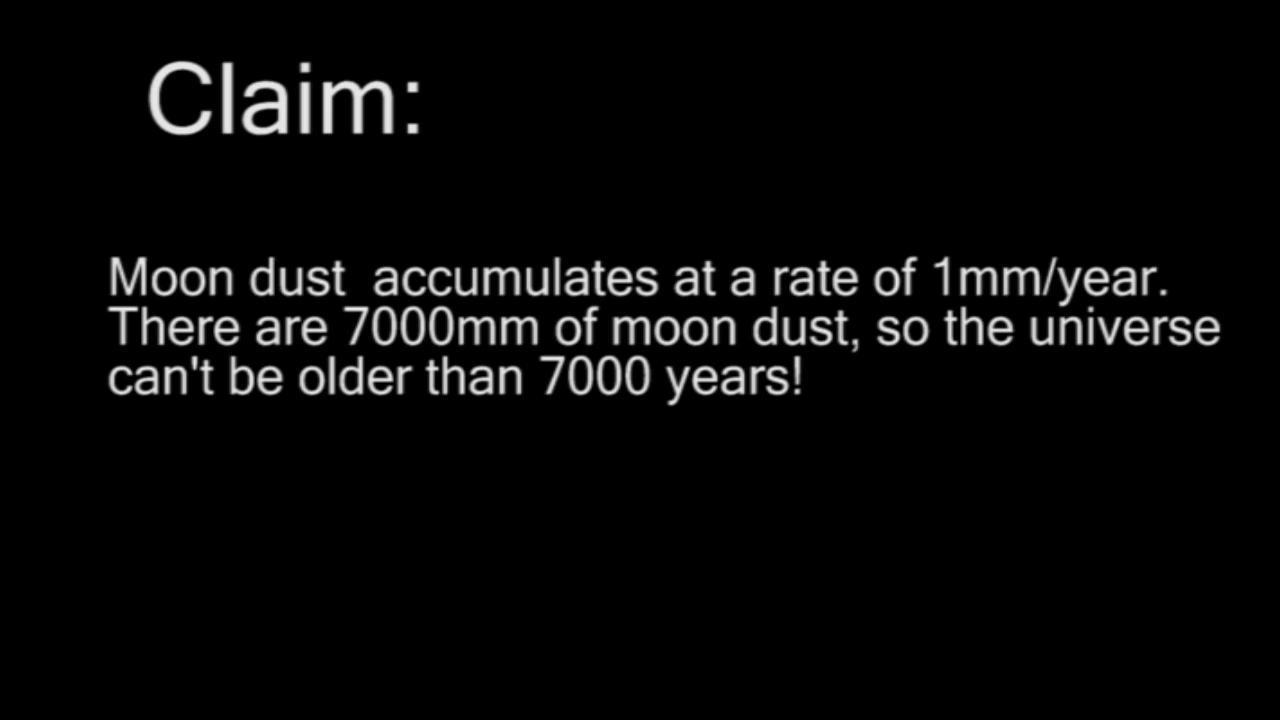 Claim:
Moon dust  accumulates at a rate of 1mm/year.
There are 7000mm of moon dust, so the universe
can't be older than 7000 years!